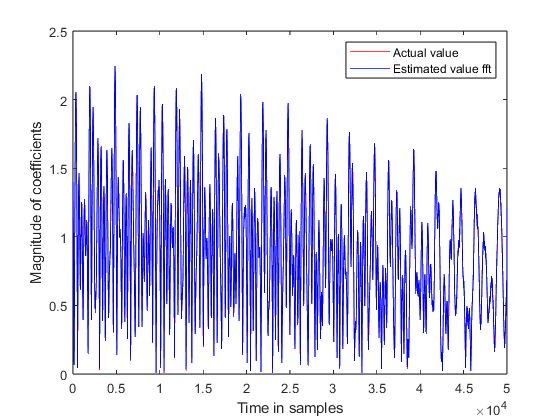 2.5
2
1.5
1
0.5
0
Magnitude of coefficients
Actual value
Estimated value fft
0 0.5 1 1.5 2 2.5 3 3.5 4 4.5 5
Time in samples
×10^4